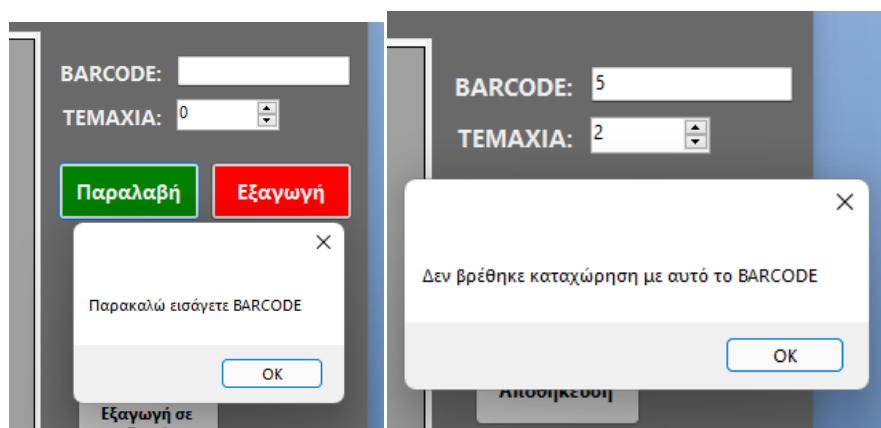 BARCODE:
ΤΕΜΑΧΙΑ: 0
Παραλαβή Εξαγωγή
Παρακαλώ εισάγετε BARCODE
OK
Εξαγωγή σε
BARCODE: 5
ΤΕΜΑΧΙΑ: 2
Δεν βρέθηκε καταχώρηση με αυτό το BARCODE
OK
Αποθήκευση